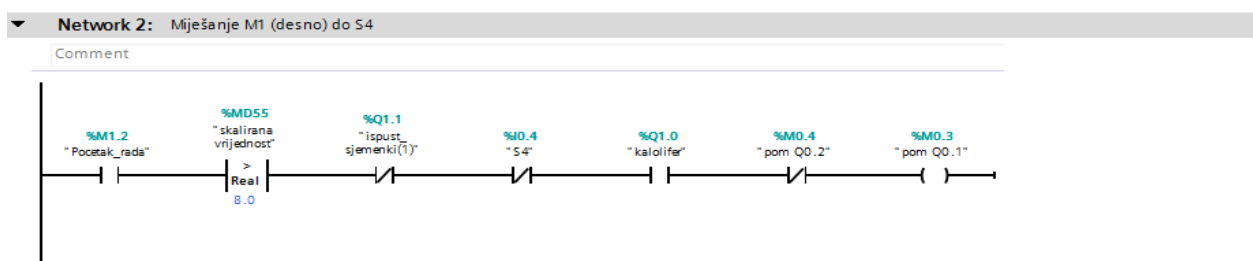 Network 2: Miješanje M1 (desno) do S4
Comment
%M1.2
"Pocetak_rada"
%MD55
"skalirana
vrijednost"
>
Real
8.0
%Q1.1
"ispust_
sjemenki(1)"
%I0.4
"S4"
%Q1.0
"kalolifer"
%M0.4
"pom Q0.2"
%M0.3
"pom Q0.1"